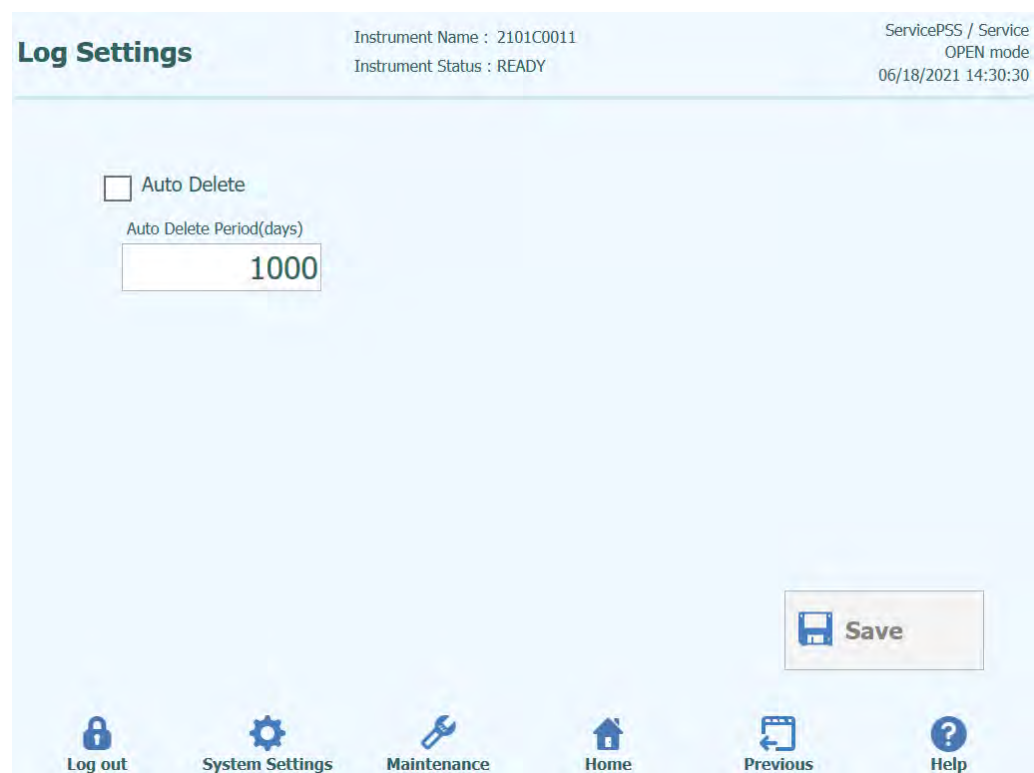 Log Settings
Instrument Name : 2101C0011
Instrument Status : READY
ServicePSS / Service
OPEN mode
06/18/2021 14:30:30
Auto Delete
Auto Delete Period(days)
1000
Save
Log out
System Settings
Maintenance
Home
Previous
Help